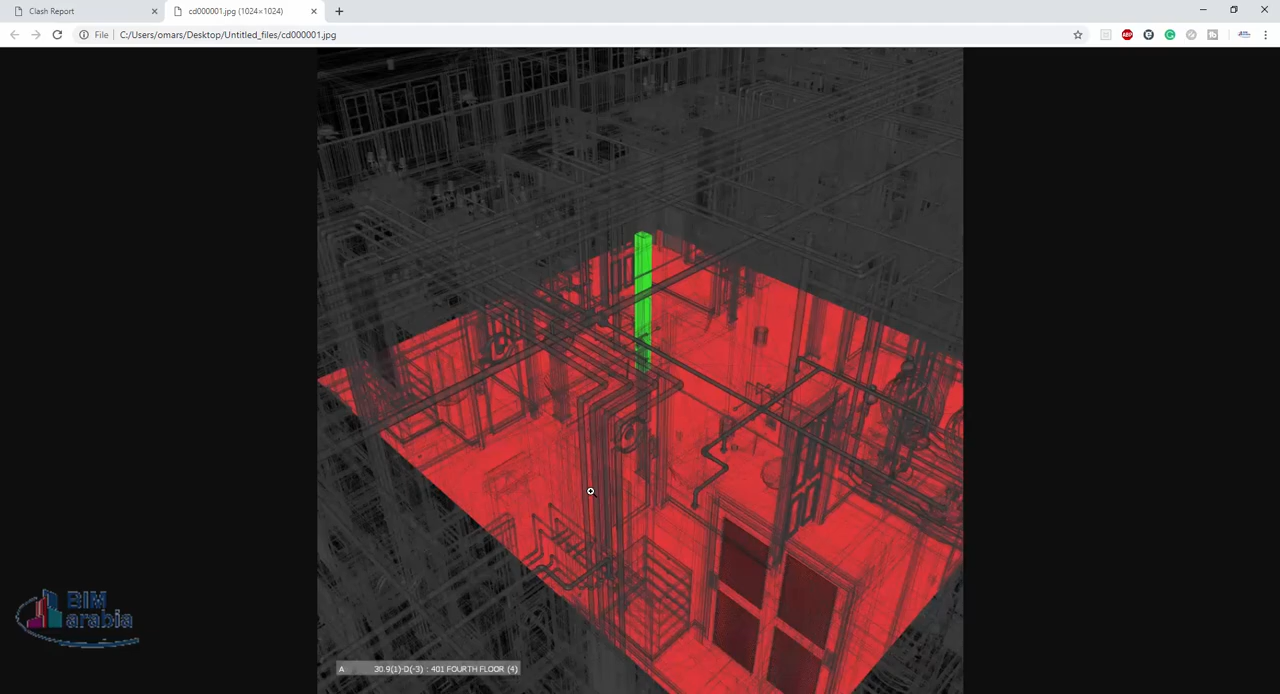 Clash Report
cd000001.jpg (1024×1024)
File
C:/Users/omars/Desktop/Untitled_files/cd000001.jpg
ABP
BIM
arabia
A 30.9(1)-D(-3) : 401 FOURTH FLOOR (4)